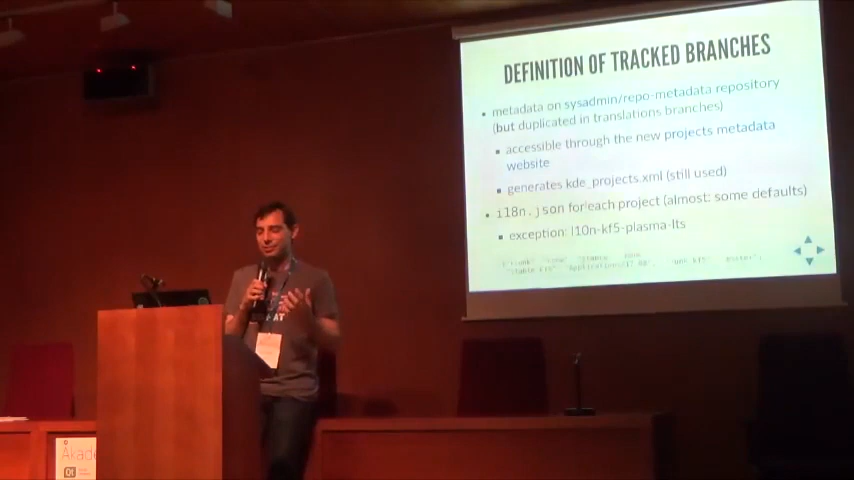 DEFINITION OF TRACKED BRANCHES
metadata on sysadmin/repo-metadata repository
(but duplicated in translations branches)
accessible through the new projects metadata
website
generates kde_projects.xml (still used)
i18n.json for each project (almost: some defaults)
exception: l10n-kf5-plasma-lts
Akade
Qt